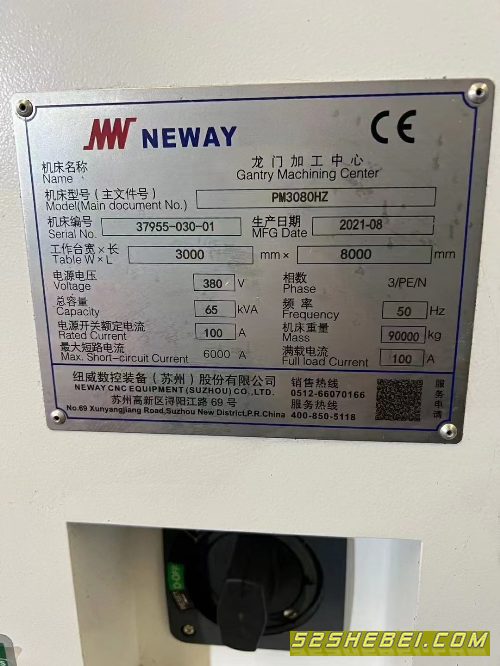 NEWAY CE
机床名称 龙门加工中心
Name Gantry Machining Center
机床型号（主文件号） PM3080HZ
Model(Main document No.)
机床编号 37955-030-01 生产日期 2021-08
Serial No. MFG Date
工作台宽×长 3000 mm× 8000 mm
Table W×L
电源电压 380 V 相数 3/PE/N
Voltage Phase
总容量 65 kVA 频率 50 Hz
Capacity Frequency
电源开关额定电流 100 A 机床重量 90000 kg
Rated Current Mass
最大短路电流 6000 A 满载电流 100 A
Max. Short-circuit Current Full load Current
纽威数控装备（苏州）股份有限公司 销售热线
NEWAY CNC EQUIPMENT(SUZHOU)CO.,LTD. 0512-66070166
苏州高新区浔阳江路 69 号 服务热线
No.69 Xunyangjiang Road,Suzhou New District,P.R.China 400-850-5118
服务申请
52SHEBEI.COM